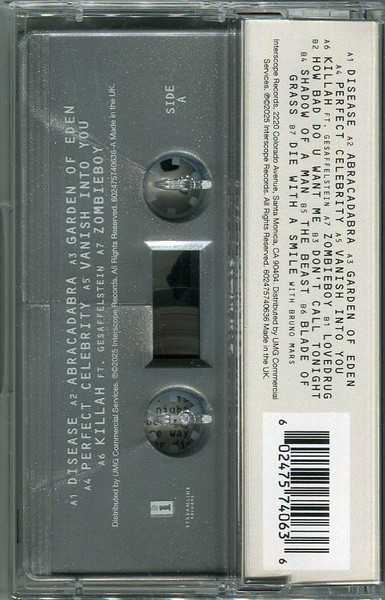 A1 DISEASE A2 ABRACADABRA A3 GARDEN OF EDEN
A4 PERFECT CELEBRITY A5 VANISH INTO YOU
A6 KILLAH FT. GESAFFELSTEIN A7 ZOMBIEBOY B1 LOVEDRUG
B2 HOW BAD DO U WANT ME B3 DON'T CALL TONIGHT
B4 SHADOW OF A MAN B5 THE BEAST B6 BLADE OF
GRASS B7 DIE WITH A SMILE WITH BRUNO MARS
Interscope Records, 2220 Colorado Avenue, Santa Monica, CA 90404. Distributed by UMG Commercial
Services. ℗©2025 Interscope Records. All Rights Reserved. 602475740636 Made in the UK.
6 02475 74063 6
SIDE
A
A1 DISEASE A2 ABRACADABRA A3 GARDEN OF EDEN
A4 PERFECT CELEBRITY A5 VANISH INTO YOU
A6 KILLAH FT. GESAFFELSTEIN A7 ZOMBIEBOY
Distributed by UMG Commercial Services. ℗©2025 Interscope Records. All Rights Reserved. 602475740636-A Made in the UK.
STREAMLINE